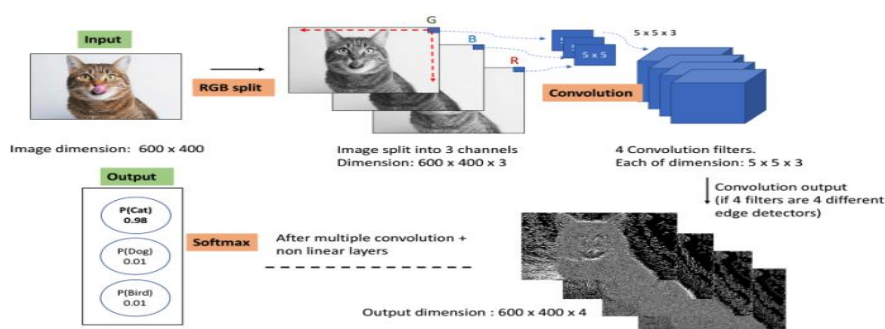 Input
RGB split
Image dimension: 600 x 400
G
B
R
Image split into 3 channels
Dimension: 600 x 400 x 3
5 x 5
5 x 5 x 3
Convolution
4 Convolution filters.
Each of dimension: 5 x 5 x 3
Convolution output
(if 4 filters are 4 different
edge detectors)
Output dimension : 600 x 400 x 4
After multiple convolution +
non linear layers
Softmax
Output
P(Cat)
0.98
P(Dog)
0.01
P(Bird)
0.01